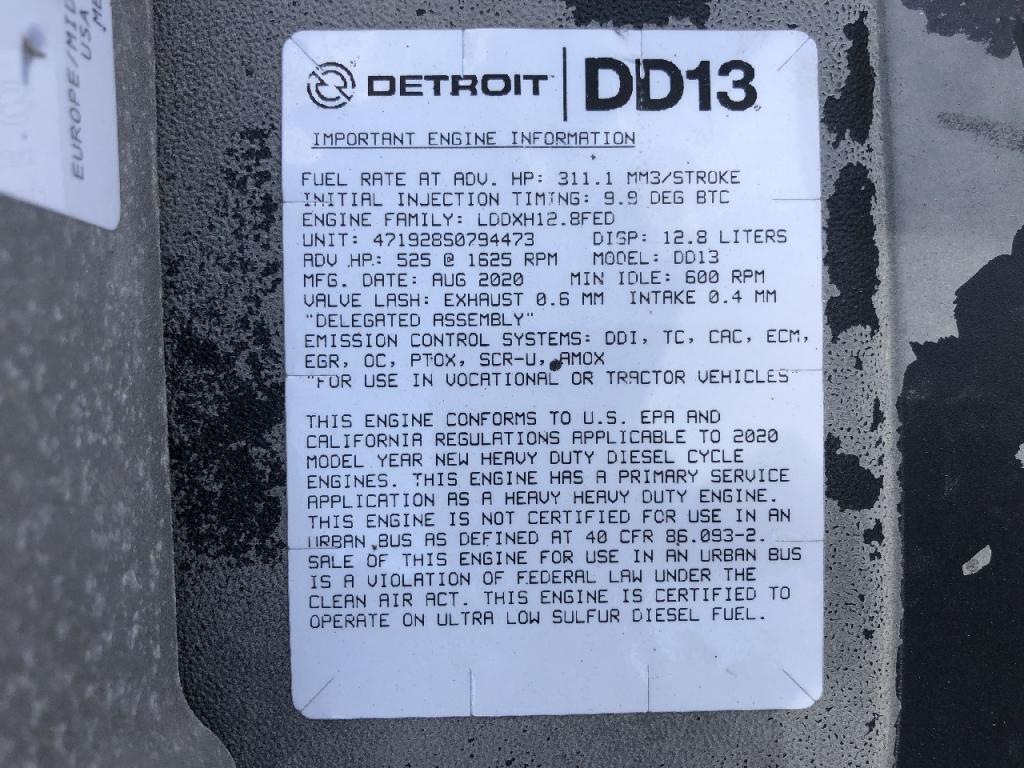 EUROPE/MID
USA
DETROIT DD13
IMPORTANT ENGINE INFORMATION
FUEL RATE AT ADV. HP: 311.1 MM3/STROKE
INITIAL INJECTION TIMING: 9.9 DEG BTC
ENGINE FAMILY: LDDXH12.8FED
UNIT: 471928S0794473 DISP: 12.8 LITERS
ADV HP: 525 @ 1625 RPM MODEL: DD13
MFG. DATE: AUG 2020 MIN IDLE: 600 RPM
VALVE LASH: EXHAUST 0.6 MM INTAKE 0.4 MM
"DELEGATED ASSEMBLY"
EMISSION CONTROL SYSTEMS: DDI, TC, CAC, ECM,
EGR, OC, PTOX, SCR-U, AMOX
"FOR USE IN VOCATIONAL OR TRACTOR VEHICLES"
THIS ENGINE CONFORMS TO U.S. EPA AND
CALIFORNIA REGULATIONS APPLICABLE TO 2020
MODEL YEAR NEW HEAVY DUTY DIESEL CYCLE
ENGINES. THIS ENGINE HAS A PRIMARY SERVICE
APPLICATION AS A HEAVY HEAVY DUTY ENGINE.
THIS ENGINE IS NOT CERTIFIED FOR USE IN AN
URBAN BUS AS DEFINED AT 40 CFR 86.093-2.
SALE OF THIS ENGINE FOR USE IN AN URBAN BUS
IS A VIOLATION OF FEDERAL LAW UNDER THE
CLEAN AIR ACT. THIS ENGINE IS CERTIFIED TO
OPERATE ON ULTRA LOW SULFUR DIESEL FUEL.